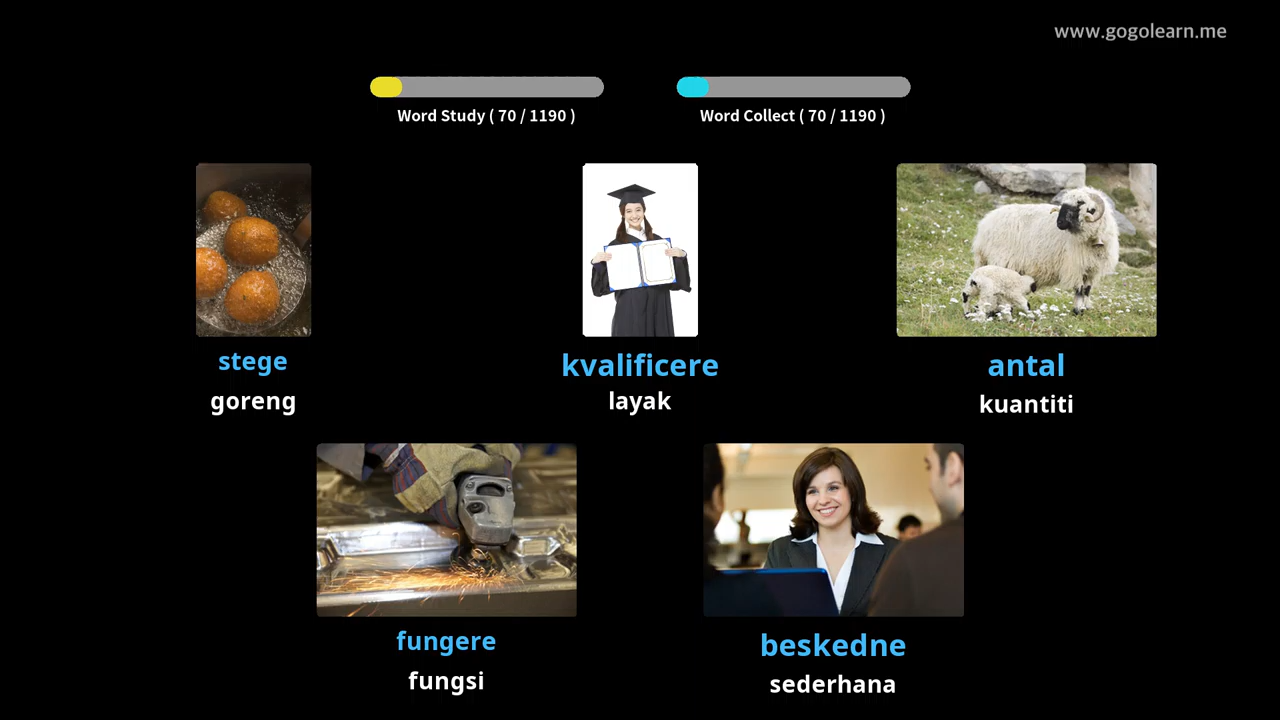 www.gogolearn.me
Word Study ( 70 / 1190 )
Word Collect ( 70 / 1190 )
stege
goreng
kvalificere
layak
antal
kuantiti
fungere
fungsi
beskedne
sederhana